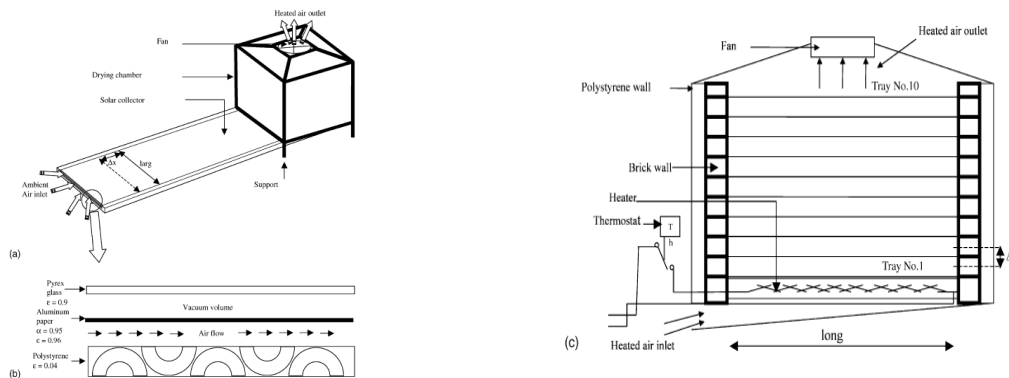 Heated air outlet
Fan
Drying chamber
Solar collector
Δx
larg
Ambient
Air inlet
Support
(a)
Pyrex
glass
ε = 0.9
Vacuum volume
Aluminum
paper
α = 0.95
ε = 0.96
Air flow
Polystyrene
ε = 0.04
(b)
Heated air outlet
Fan
Tray No.10
Polystyrene wall
Brick wall
Heater
Thermostat
T
h
Tray No.1
long
Heated air inlet
(c)